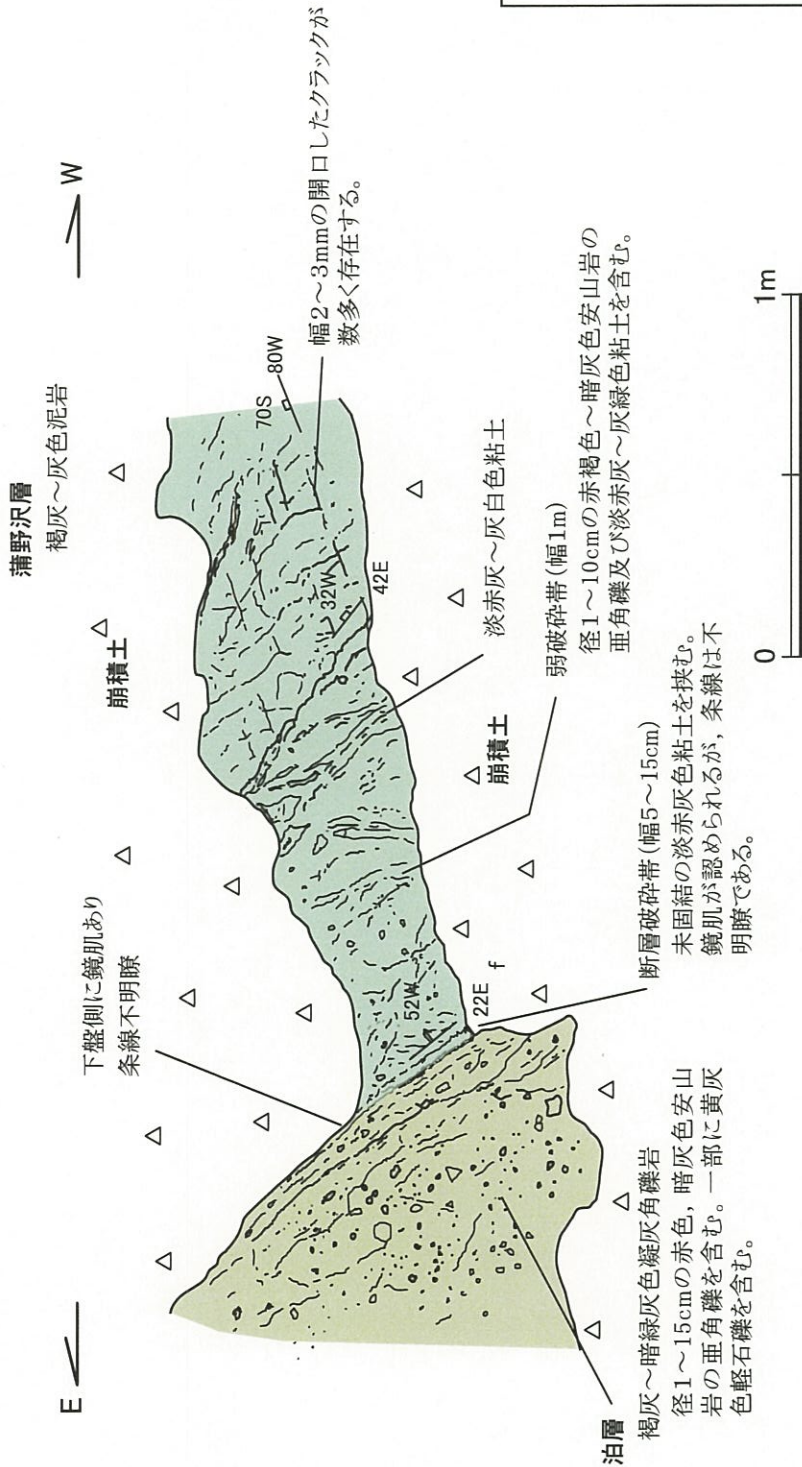 E
W
蒲野沢層
褐灰～灰色泥岩
崩積土
下盤側に鏡肌あり
条線不明瞭
70S
80W
幅2～3mmの開口したクラックが
数多く存在する。
32W
42E
淡赤灰～灰白色粘土
弱破砕帯(幅1m)
径1～10cmの赤褐色～暗灰色安山岩の
亜角礫及び淡赤灰～灰緑色粘土を含む。
崩積土
52W
22E
f
断層破砕帯(幅5～15cm)
未固結の淡赤灰色粘土を挟む。
鏡肌が認められるが，条線は不
明瞭である。
泊層
褐灰～暗緑灰色凝灰角礫岩
径1～15cmの赤色，暗灰色安山
岩の亜角礫を含む。一部に黄灰
色軽石礫を含む。
0
1m